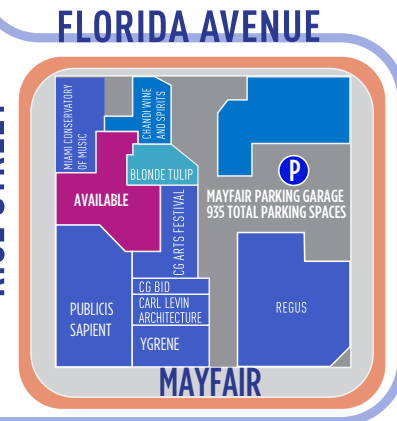 FLORIDA AVENUE
MIAMI CONSERVATORY
OF MUSIC
CHANDI WINE
AND SPIRITS
BLONDE TULIP
AVAILABLE
CG ARTS FESTIVAL
P
MAYFAIR PARKING GARAGE
935 TOTAL PARKING SPACES
PUBLICIS
SAPIENT
CG BID
CARL LEVIN
ARCHITECTURE
YGRENE
REGUS
MAYFAIR